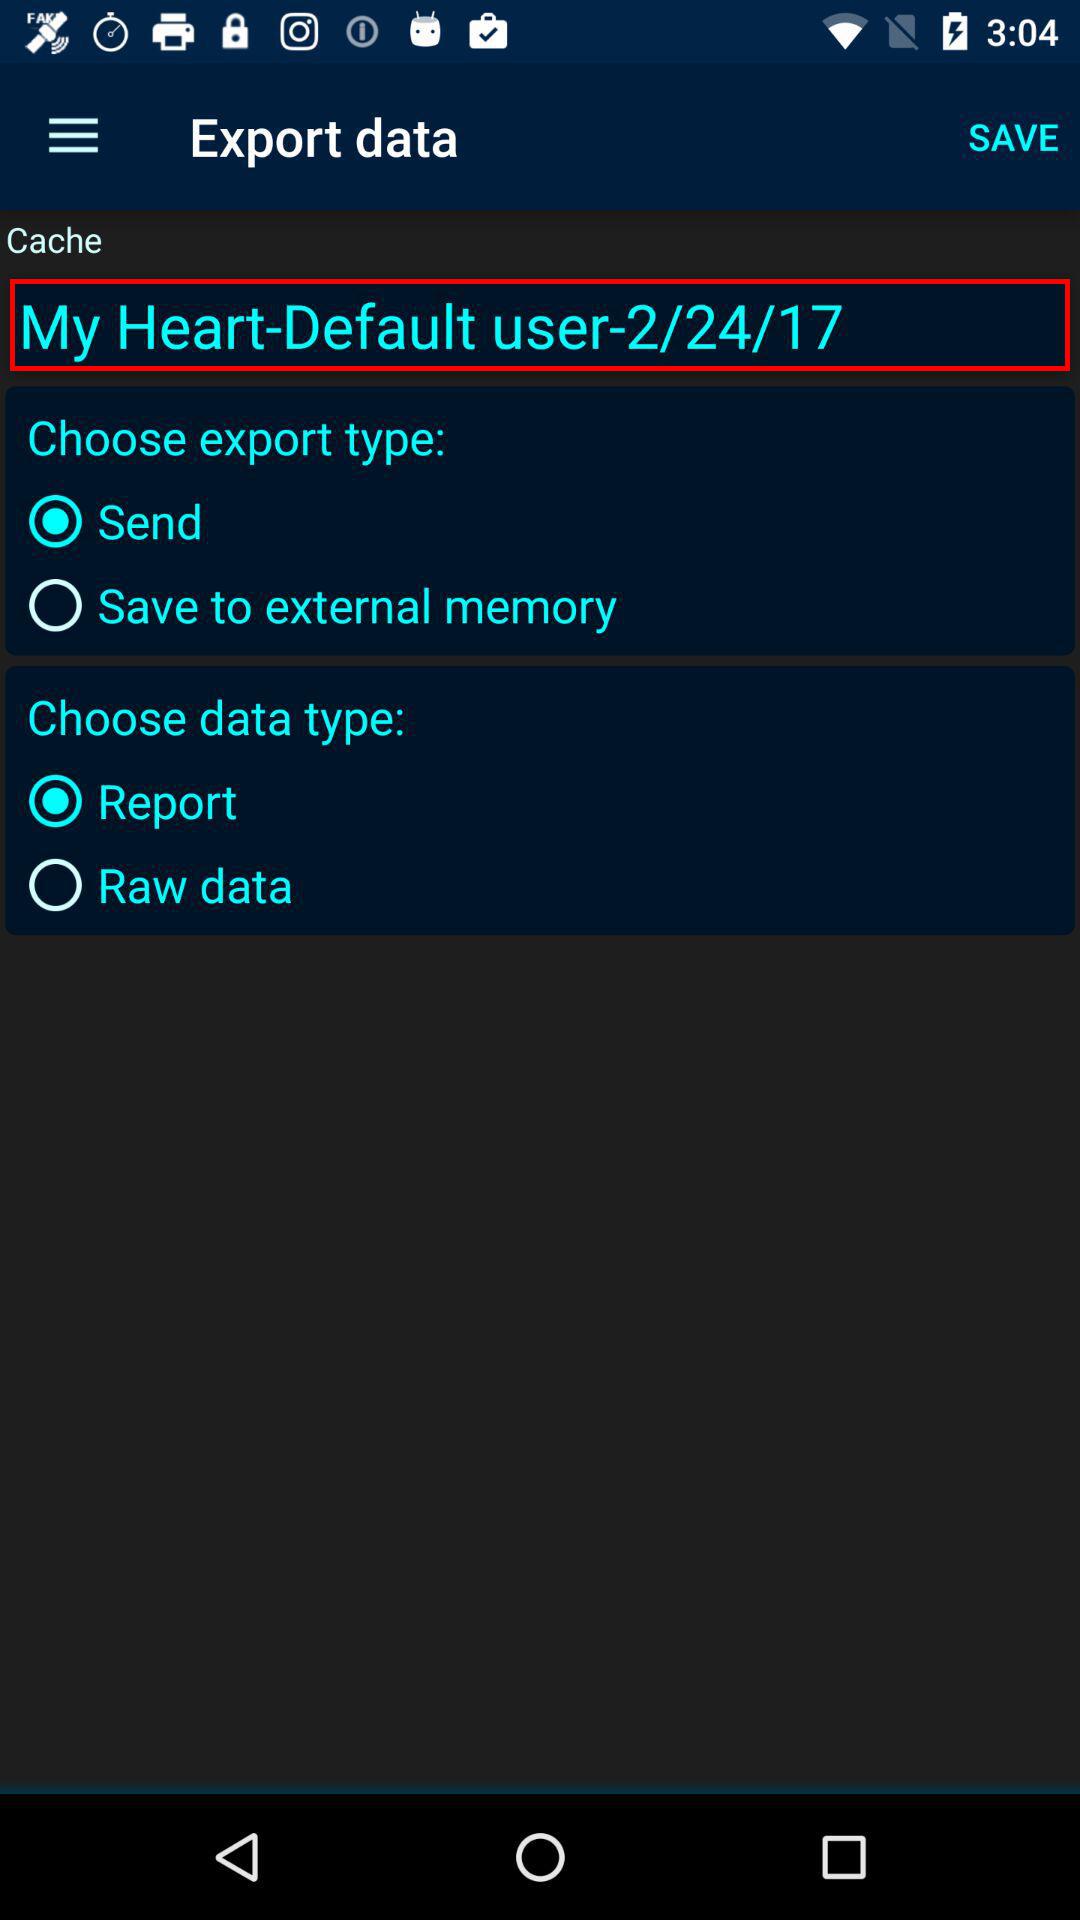 FAKE
3:04
Export data
SAVE
Cache
My Heart-Default user-2/24/17
Choose export type:
Send
Save to external memory
Choose data type:
Report
Raw data